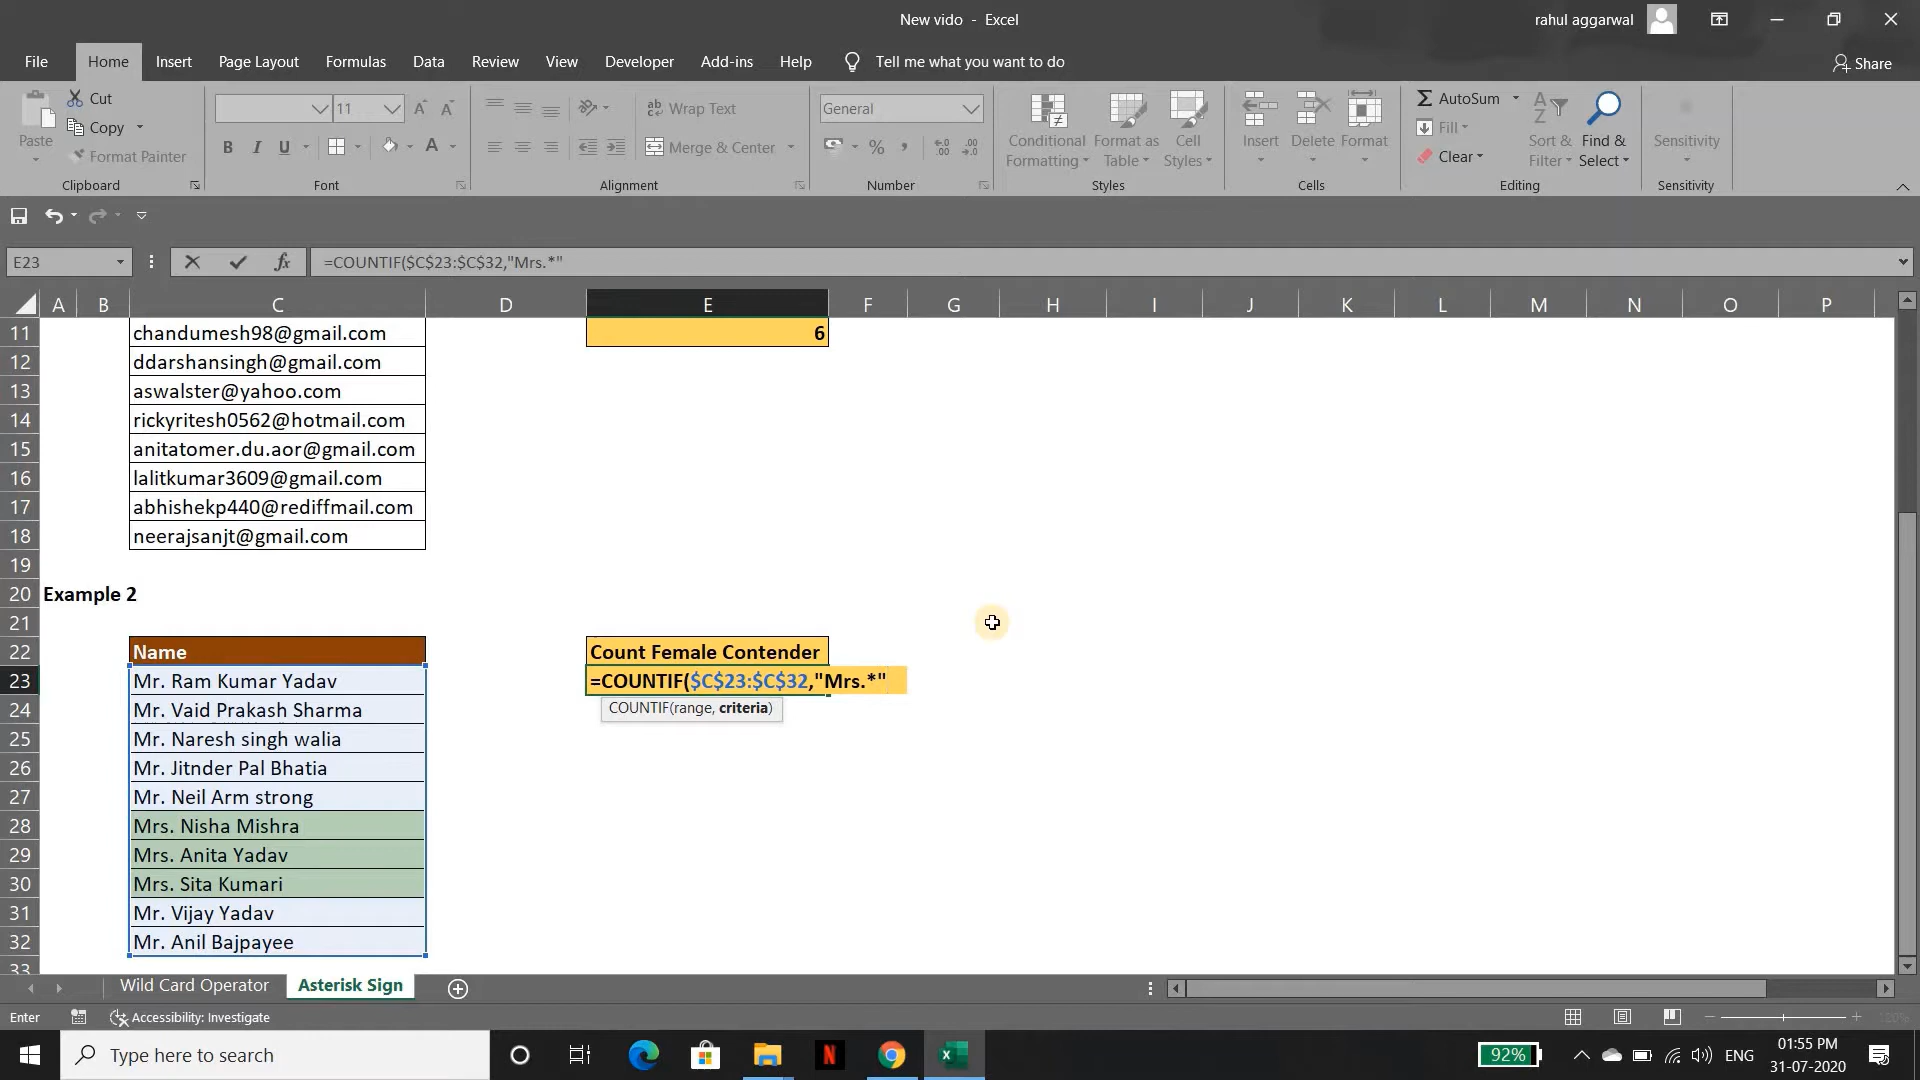 New vido - Excel
rahul aggarwal
File Home Insert Page Layout Formulas Data Review View Developer Add-ins Help Tell me what you want to do Share
Paste
Cut
Copy
Format Painter
Clipboard
11
B I U
A
Font
Wrap Text
Merge & Center
Alignment
General
%
Number
Conditional Formatting
Format as Table
Cell Styles
Styles
Insert
Delete
Format
Cells
AutoSum
Fill
Clear
Sort & Filter
Find & Select
Editing
Sensitivity
Sensitivity
E23 fx =COUNTIF($C$23:$C$32,"Mrs.*"
A B C D E F G H I J K L M N O P
11 chandumesh98@gmail.com 6
12 ddarshansingh@gmail.com
13 aswalster@yahoo.com
14 rickyritesh0562@hotmail.com
15 anitatomer.du.aor@gmail.com
16 lalitkumar3609@gmail.com
17 abhishekp440@rediffmail.com
18 neerajsanjt@gmail.com
19
20 Example 2
21
22 Name Count Female Contender
23 Mr. Ram Kumar Yadav =COUNTIF($C$23:$C$32,"Mrs.*"
24 Mr. Vaid Prakash Sharma COUNTIF(range, criteria)
25 Mr. Naresh singh walia
26 Mr. Jitnder Pal Bhatia
27 Mr. Neil Arm strong
28 Mrs. Nisha Mishra
29 Mrs. Anita Yadav
30 Mrs. Sita Kumari
31 Mr. Vijay Yadav
32 Mr. Anil Bajpayee
33
Wild Card Operator Asterisk Sign
Enter Accessibility: Investigate
Type here to search
92% ENG 01:55 PM
31-07-2020